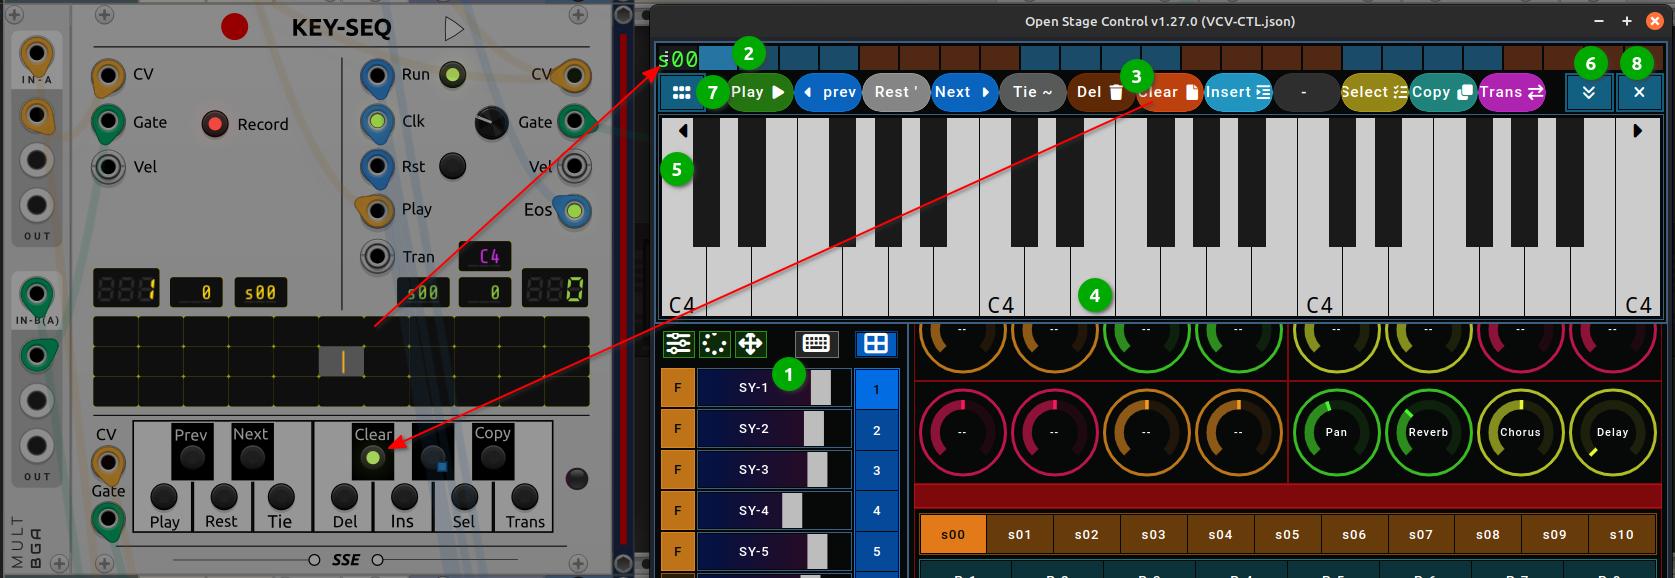 KEY-SEQ
IN-A
OUT
IN-B(A)
OUT
MULT
BGA
CV
Gate
Vel
Record
Run
Clk
Rst
Play
Tran
C4
CV
Gate
Vel
Eos
1
0
s00
s00
0
0
Prev
Next
Clear
Copy
CV
Gate
Play
Rest
Tie
Del
Ins
Sel
Trans
SSE
Open Stage Control v1.27.0 (VCV-CTL.json)
s00
2
3
6
8
7
Play
prev
Rest '
Next
Tie ~
Del
Clear
Insert
-
Select
Copy
Trans
5
4
C4
C4
C4
C4
1
F
SY-1
1
F
SY-2
2
F
SY-3
3
F
SY-4
4
F
SY-5
5
--
--
--
--
--
--
--
--
--
--
--
--
Pan
Reverb
Chorus
Delay
s00
s01
s02
s03
s04
s05
s06
s07
s08
s09
s10